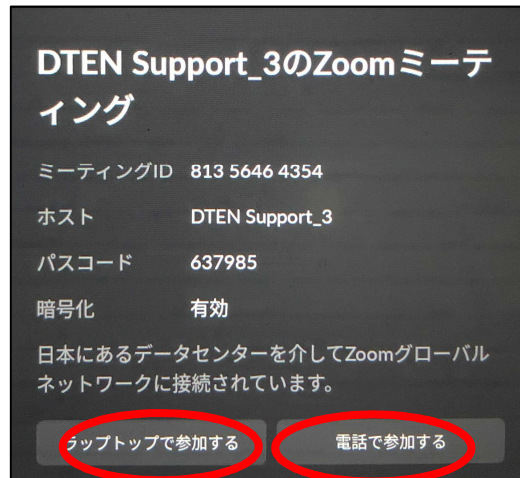 DTEN Support_3のZoomミーテ
ィング
ミーティングID 813 5646 4354
ホスト DTEN Support_3
パスコード 637985
暗号化 有効
日本にあるデータセンターを介してZoomグローバル
ネットワークに接続されています。
ラップトップで参加する 電話で参加する